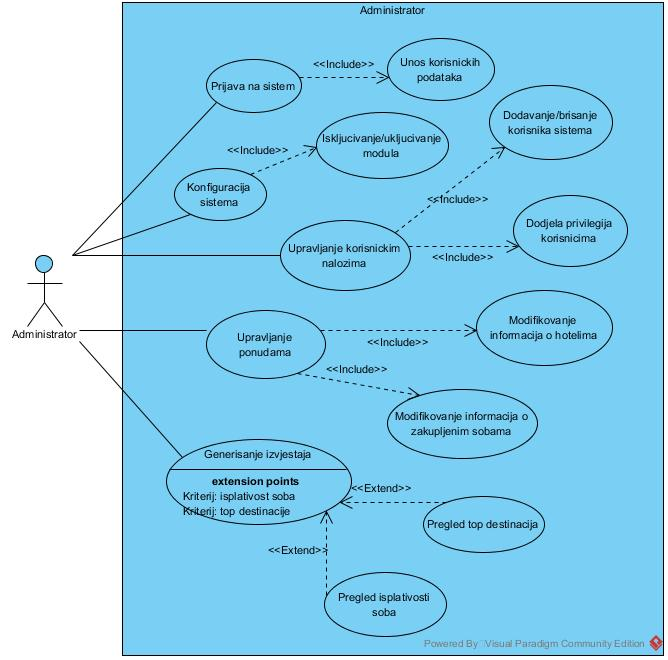 Administrator
<<Include>>
Unos korisnickih
podataka
Prijava na sistem
Dodavanje/brisanje
korisnika sistema
Iskljucivanje/ukljucivanje
modula
<<Include>>
Konfiguracija
sistema
<<Include>>
Dodjela privilegija
korisnicima
Upravljanje korisnickim
nalozima
<<Include>>
Administrator
Upravljanje
ponudama
<<Include>>
Modifikovanje
informacija o hotelima
<<Include>>
Modifikovanje informacija o
zakupljenim sobama
Generisanje izvjestaja
extension points
Kriterij: isplativost soba
Kriterij: top destinacije
<<Extend>>
Pregled top destinacija
<<Extend>>
Pregled isplativosti
soba
Powered By Visual Paradigm Community Edition